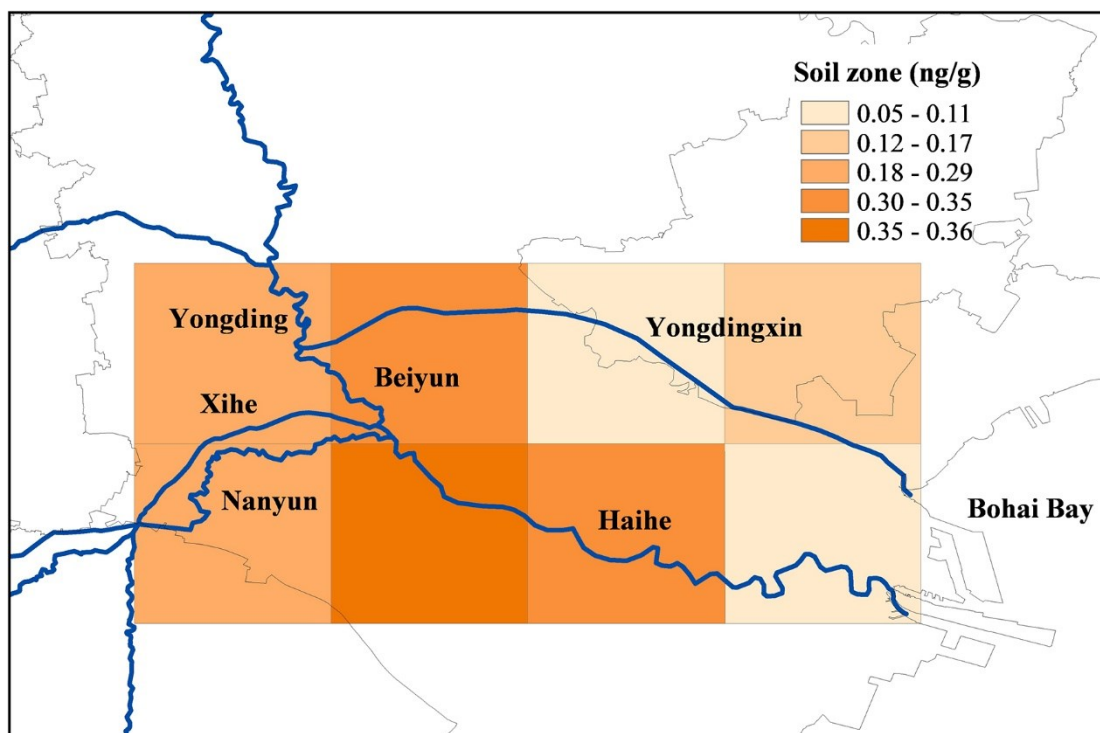 Soil zone (ng/g)
0.05 - 0.11
0.12 - 0.17
0.18 - 0.29
0.30 - 0.35
0.35 - 0.36
Yongding
Yongdingxin
Beiyun
Xihe
Nanyun
Haihe
Bohai Bay